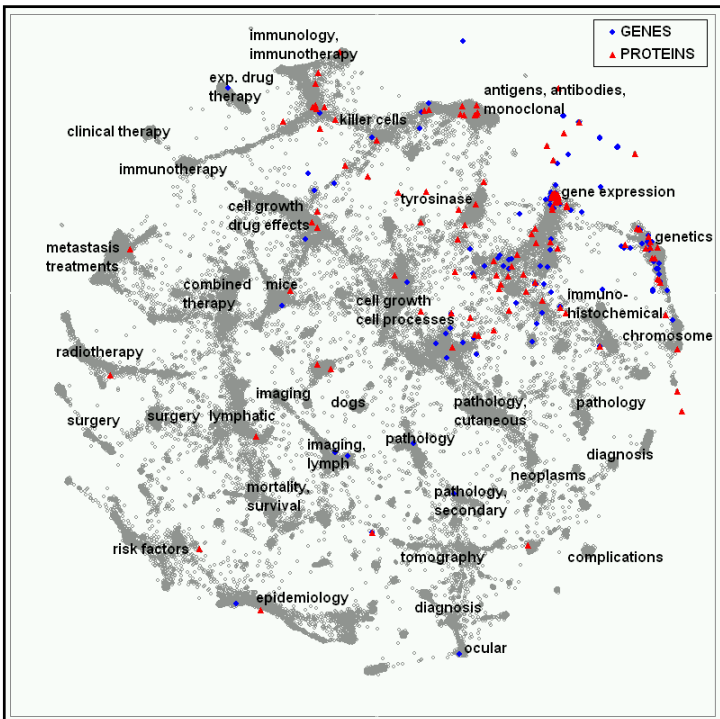 GENES
PROTEINS
immunology,
immunotherapy
exp. drug
therapy
antigens, antibodies,
monoclonal
killer cells
clinical therapy
immunotherapy
gene expression
tyrosinase
cell growth
drug effects
genetics
metastasis
treatments
combined
therapy
mice
cell growth
cell processes
immuno-
histochemical
chromosome
radiotherapy
imaging
dogs
surgery
surgery
lymphatic
pathology,
cutaneous
pathology
imaging,
lymph
pathology
diagnosis
neoplasms
mortality,
survival
pathology,
secondary
risk factors
tomography
complications
epidemiology
diagnosis
ocular